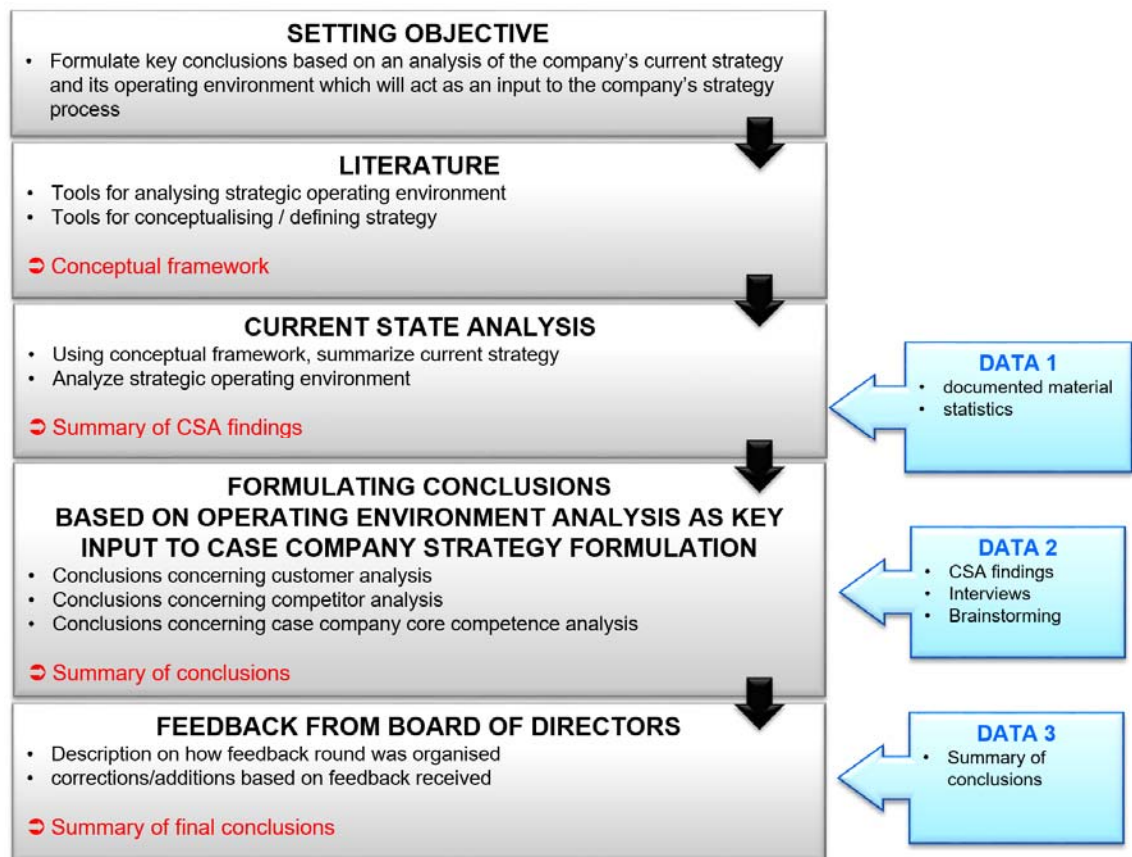 SETTING OBJECTIVE
• Formulate key conclusions based on an analysis of the company's current strategy
and its operating environment which will act as an input to the company's strategy
process
LITERATURE
• Tools for analysing strategic operating environment
• Tools for conceptualising / defining strategy
➲ Conceptual framework
CURRENT STATE ANALYSIS
• Using conceptual framework, summarize current strategy
• Analyze strategic operating environment
➲ Summary of CSA findings
DATA 1
• documented material
• statistics
FORMULATING CONCLUSIONS
BASED ON OPERATING ENVIRONMENT ANALYSIS AS KEY
INPUT TO CASE COMPANY STRATEGY FORMULATION
• Conclusions concerning customer analysis
• Conclusions concerning competitor analysis
• Conclusions concerning case company core competence analysis
➲ Summary of conclusions
DATA 2
• CSA findings
• Interviews
• Brainstorming
FEEDBACK FROM BOARD OF DIRECTORS
• Description on how feedback round was organised
• corrections/additions based on feedback received
➲ Summary of final conclusions
DATA 3
• Summary of
conclusions